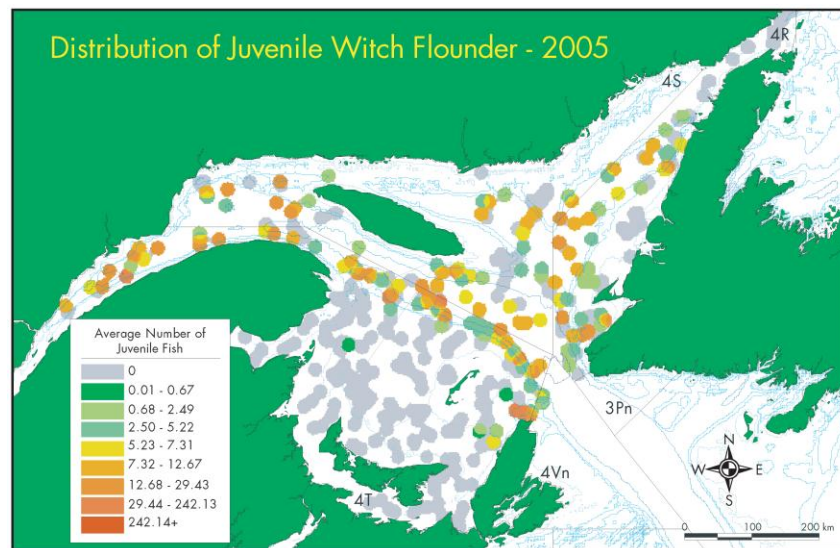 Distribution of Juvenile Witch Flounder - 2005
4R
4S
Average Number of
Juvenile Fish
0
0.01 - 0.67
0.68 - 2.49
2.50 - 5.22
5.23 - 7.31
7.32 - 12.67
12.68 - 29.43
29.44 - 242.13
242.14+
3Pn
4Vn
4T
N
W E
S
0 100 200 km